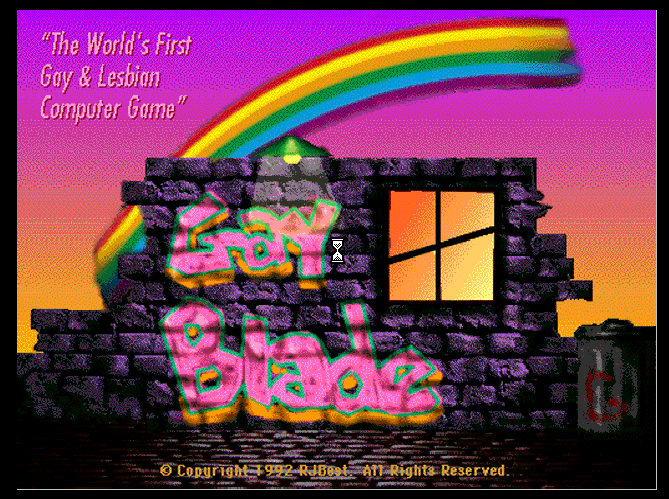 "The World's First
Gay & Lesbian
Computer Game"
Gay
Blade
© Copyright 1992 RJBest. All Rights Reserved.